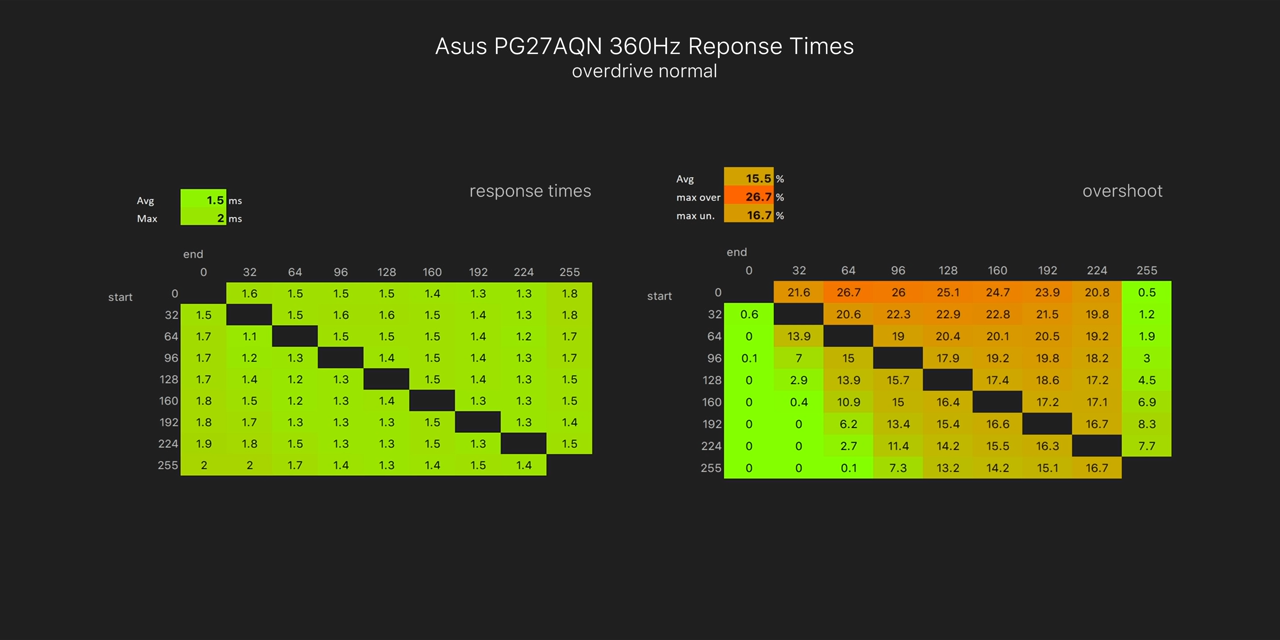 Asus PG27AQN 360Hz Reponse Times
overdrive normal
response times
Avg 1.5 ms
Max 2 ms
end
0 32 64 96 128 160 192 224 255
start
0 1.6 1.5 1.5 1.5 1.4 1.3 1.3 1.8
32 1.5 1.5 1.6 1.6 1.5 1.4 1.3 1.8
64 1.7 1.1 1.5 1.5 1.5 1.4 1.2 1.7
96 1.7 1.2 1.3 1.4 1.5 1.4 1.3 1.7
128 1.7 1.4 1.2 1.3 1.5 1.4 1.3 1.5
160 1.8 1.5 1.2 1.3 1.4 1.3 1.3 1.5
192 1.8 1.7 1.3 1.3 1.3 1.5 1.3 1.4
224 1.9 1.8 1.5 1.3 1.3 1.5 1.3 1.5
255 2 2 1.7 1.4 1.3 1.4 1.5 1.4
overshoot
Avg 15.5 %
max over 26.7 %
max un. 16.7 %
end
0 32 64 96 128 160 192 224 255
start
0 21.6 26.7 26 25.1 24.7 23.9 20.8 0.5
32 0.6 20.6 22.3 22.9 22.8 21.5 19.8 1.2
64 0 13.9 19 20.4 20.1 20.5 19.2 1.9
96 0.1 7 15 17.9 19.2 19.8 18.2 3
128 0 2.9 13.9 15.7 17.4 18.6 17.2 4.5
160 0 0.4 10.9 15 16.4 17.2 17.1 6.9
192 0 0 6.2 13.4 15.4 16.6 16.7 8.3
224 0 0 2.7 11.4 14.2 15.5 16.3 7.7
255 0 0 0.1 7.3 13.2 14.2 15.1 16.7